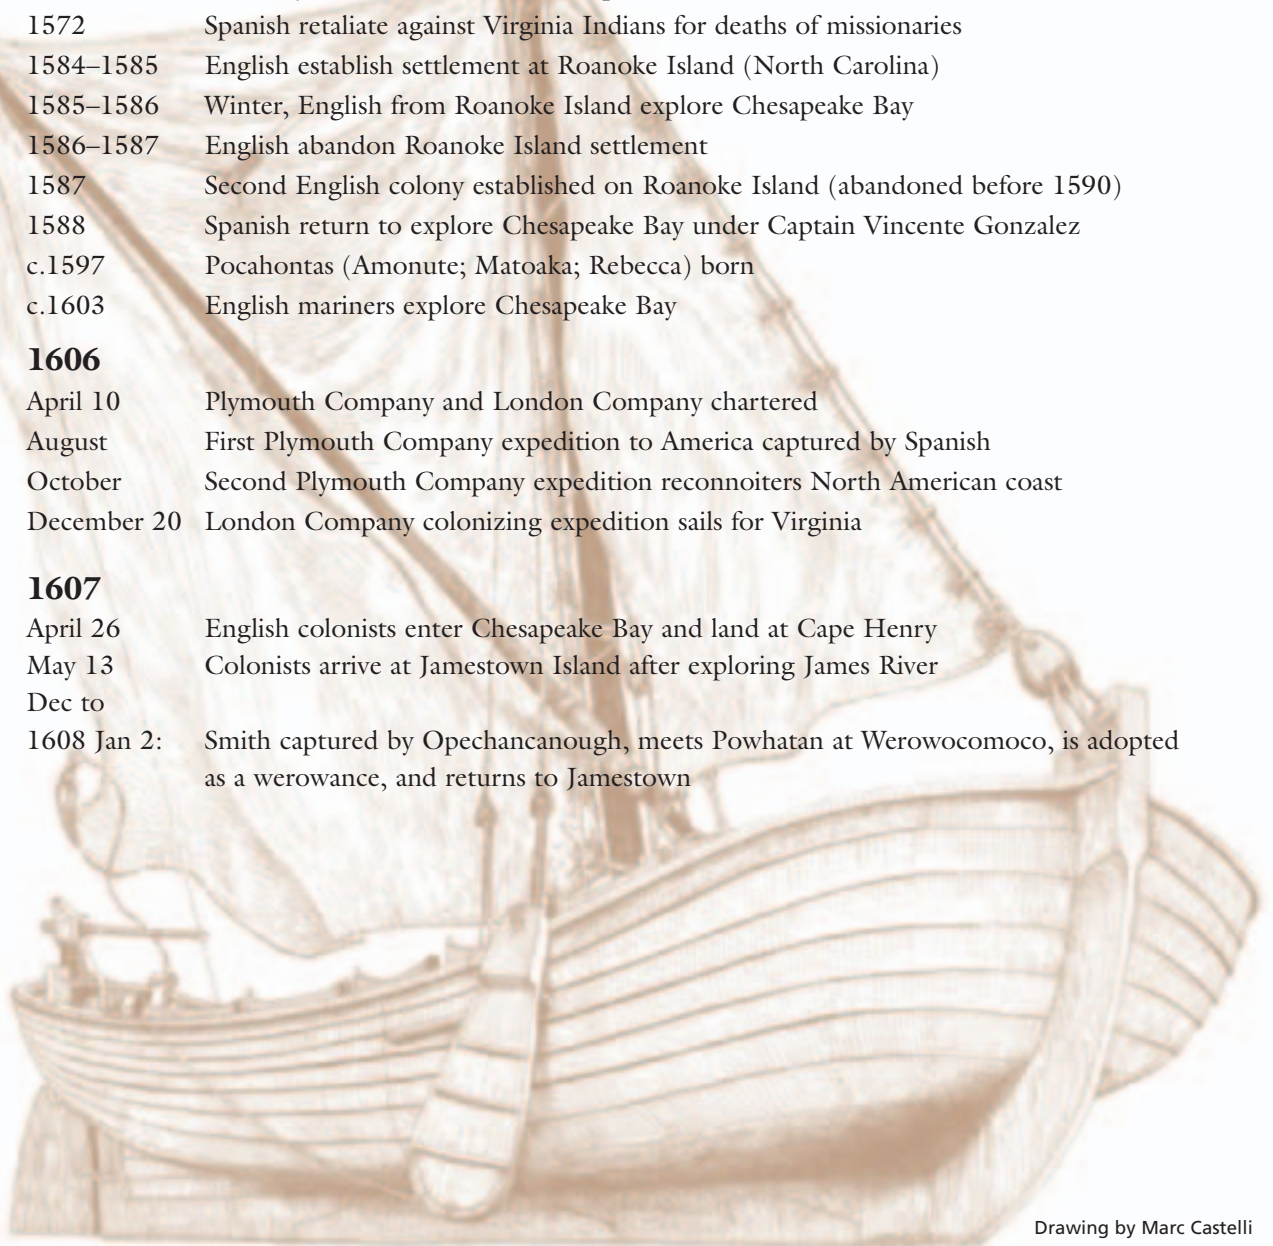 1572 Spanish retaliate against Virginia Indians for deaths of missionaries
1584–1585 English establish settlement at Roanoke Island (North Carolina)
1585–1586 Winter, English from Roanoke Island explore Chesapeake Bay
1586–1587 English abandon Roanoke Island settlement
1587 Second English colony established on Roanoke Island (abandoned before 1590)
1588 Spanish return to explore Chesapeake Bay under Captain Vincente Gonzalez
c.1597 Pocahontas (Amonute; Matoaka; Rebecca) born
c.1603 English mariners explore Chesapeake Bay
1606
April 10 Plymouth Company and London Company chartered
August First Plymouth Company expedition to America captured by Spanish
October Second Plymouth Company expedition reconnoiters North American coast
December 20 London Company colonizing expedition sails for Virginia
1607
April 26 English colonists enter Chesapeake Bay and land at Cape Henry
May 13 Colonists arrive at Jamestown Island after exploring James River
Dec to
1608 Jan 2: Smith captured by Opechancanough, meets Powhatan at Werowocomoco, is adopted
as a werowance, and returns to Jamestown
Drawing by Marc Castelli